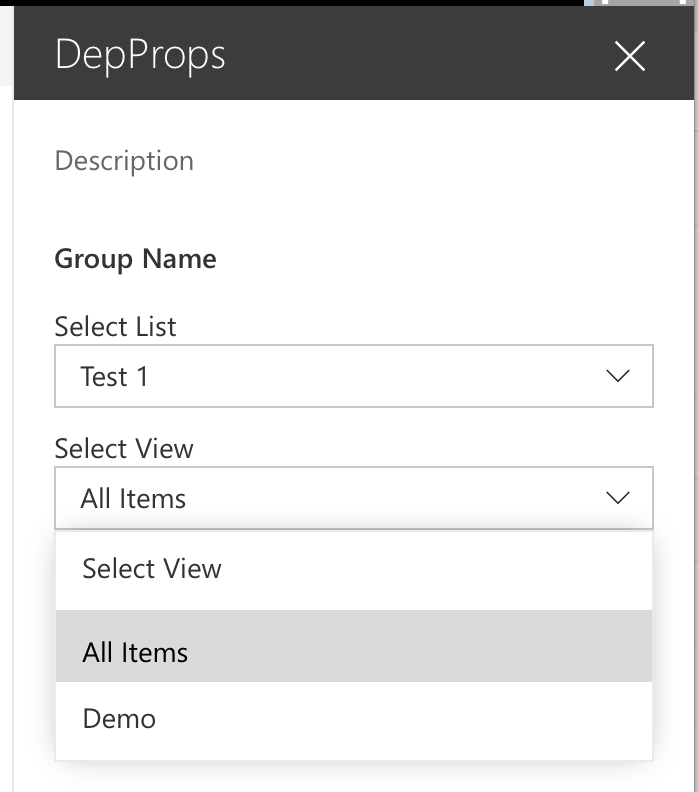 DepProps
Description
Group Name
Select List
Test 1
Select View
All Items
Select View
All Items
Demo